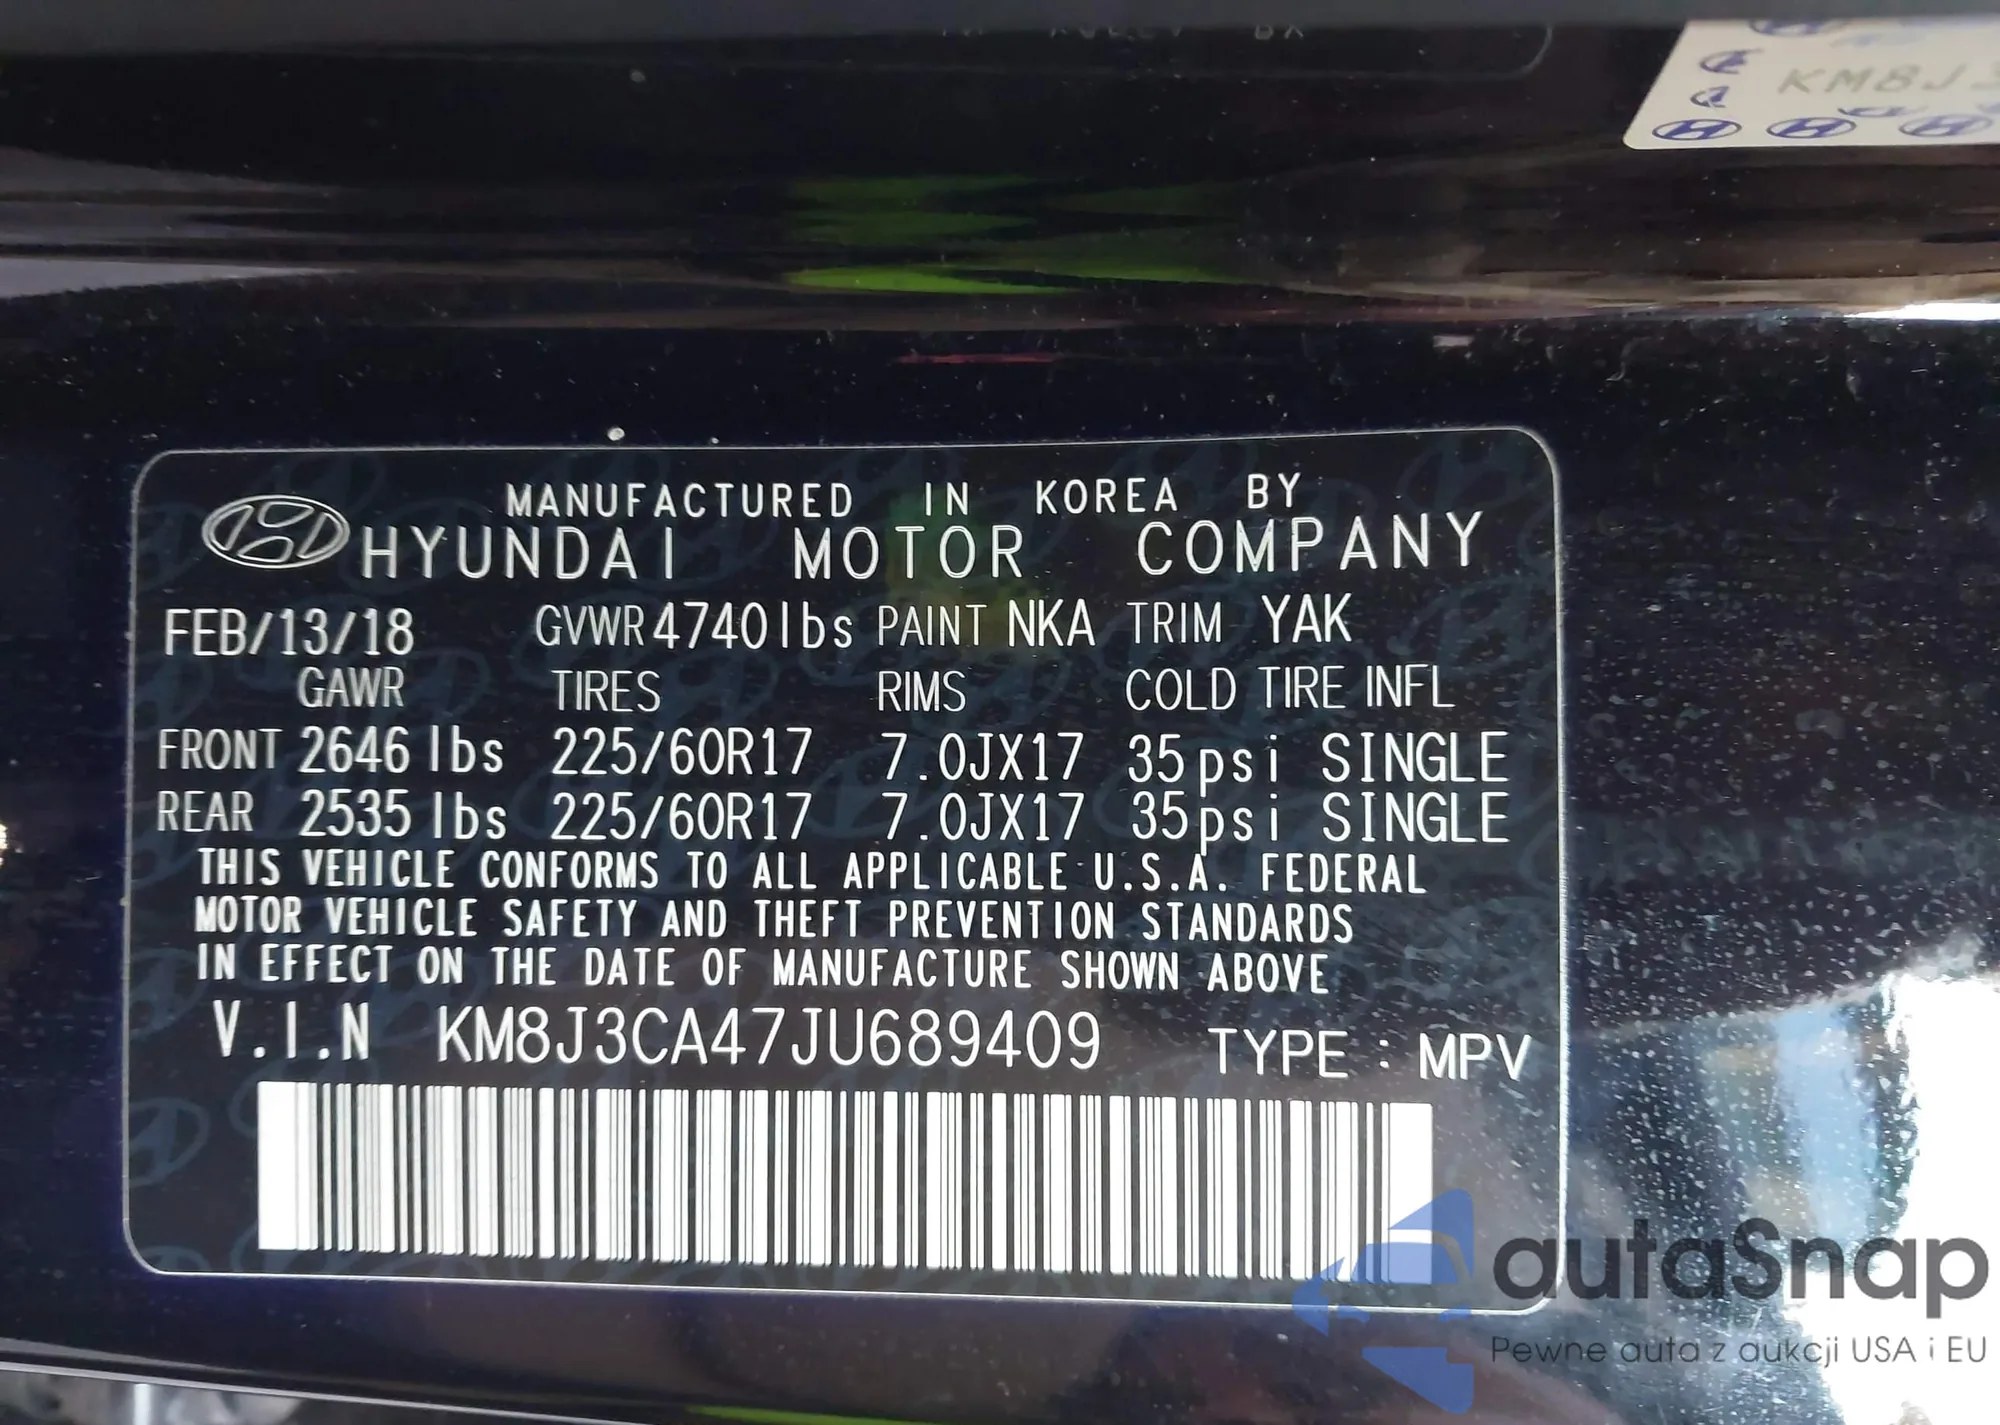 KM8J3
MANUFACTURED IN KOREA BY
HYUNDAI MOTOR COMPANY
FEB/13/18 GVWR 4740lbs PAINT NKA TRIM YAK
GAWR TIRES RIMS COLD TIRE INFL
FRONT 2646 lbs 225/60R17 7.0JX17 35psi SINGLE
REAR 2535 lbs 225/60R17 7.0JX17 35psi SINGLE
THIS VEHICLE CONFORMS TO ALL APPLICABLE U.S.A. FEDERAL
MOTOR VEHICLE SAFETY AND THEFT PREVENTION STANDARDS
IN EFFECT ON THE DATE OF MANUFACTURE SHOWN ABOVE
V.I.N KM8J3CA47JU689409 TYPE : MPV
autaSnap
Pewne auta z aukcji USA i EU